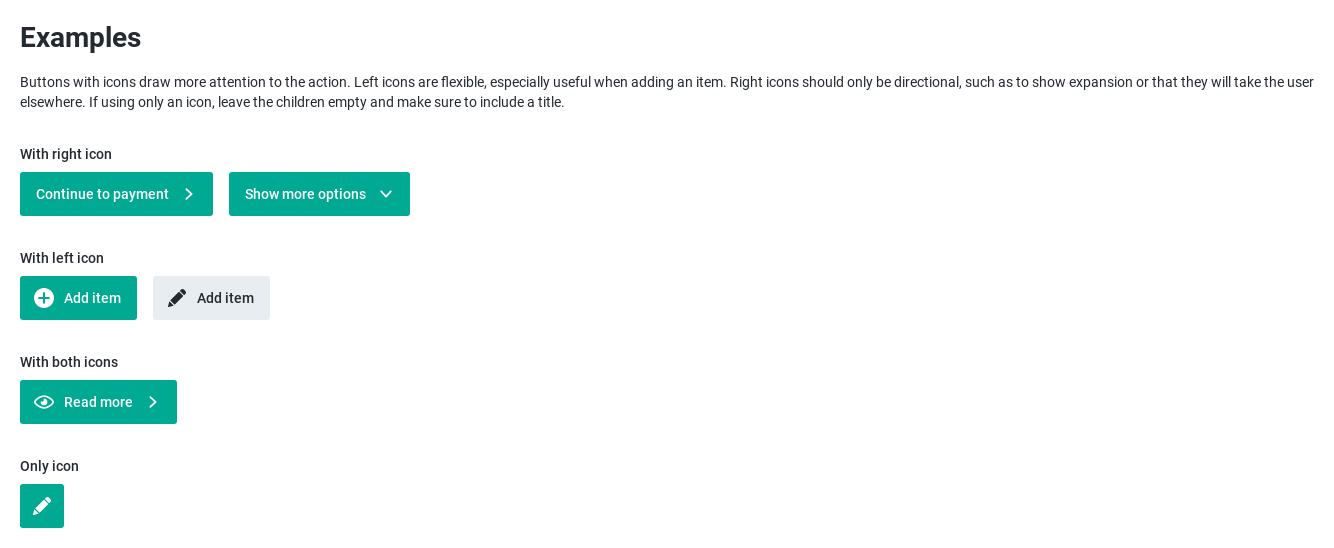 Examples
Buttons with icons draw more attention to the action. Left icons are flexible, especially useful when adding an item. Right icons should only be directional, such as to show expansion or that they will take the user
elsewhere. If using only an icon, leave the children empty and make sure to include a title.
With right icon
Continue to payment
Show more options
With left icon
Add item
Add item
With both icons
Read more
Only icon